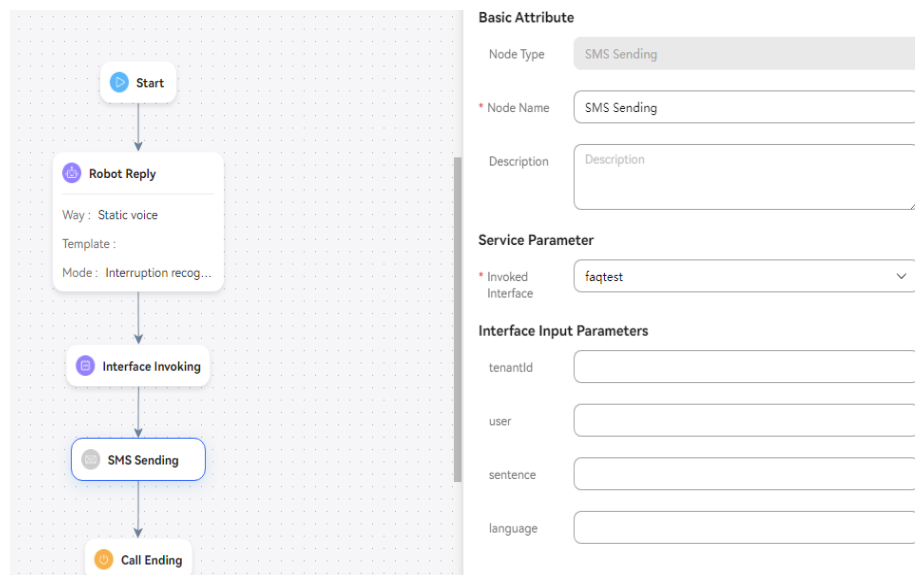 Start
Robot Reply
Way : Static voice
Template :
Mode : Interruption recog...
Interface Invoking
SMS Sending
Call Ending
Basic Attribute
Node Type SMS Sending
* Node Name SMS Sending
Description Description
Service Parameter
* Invoked Interface faqtest
Interface Input Parameters
tenantId
user
sentence
language